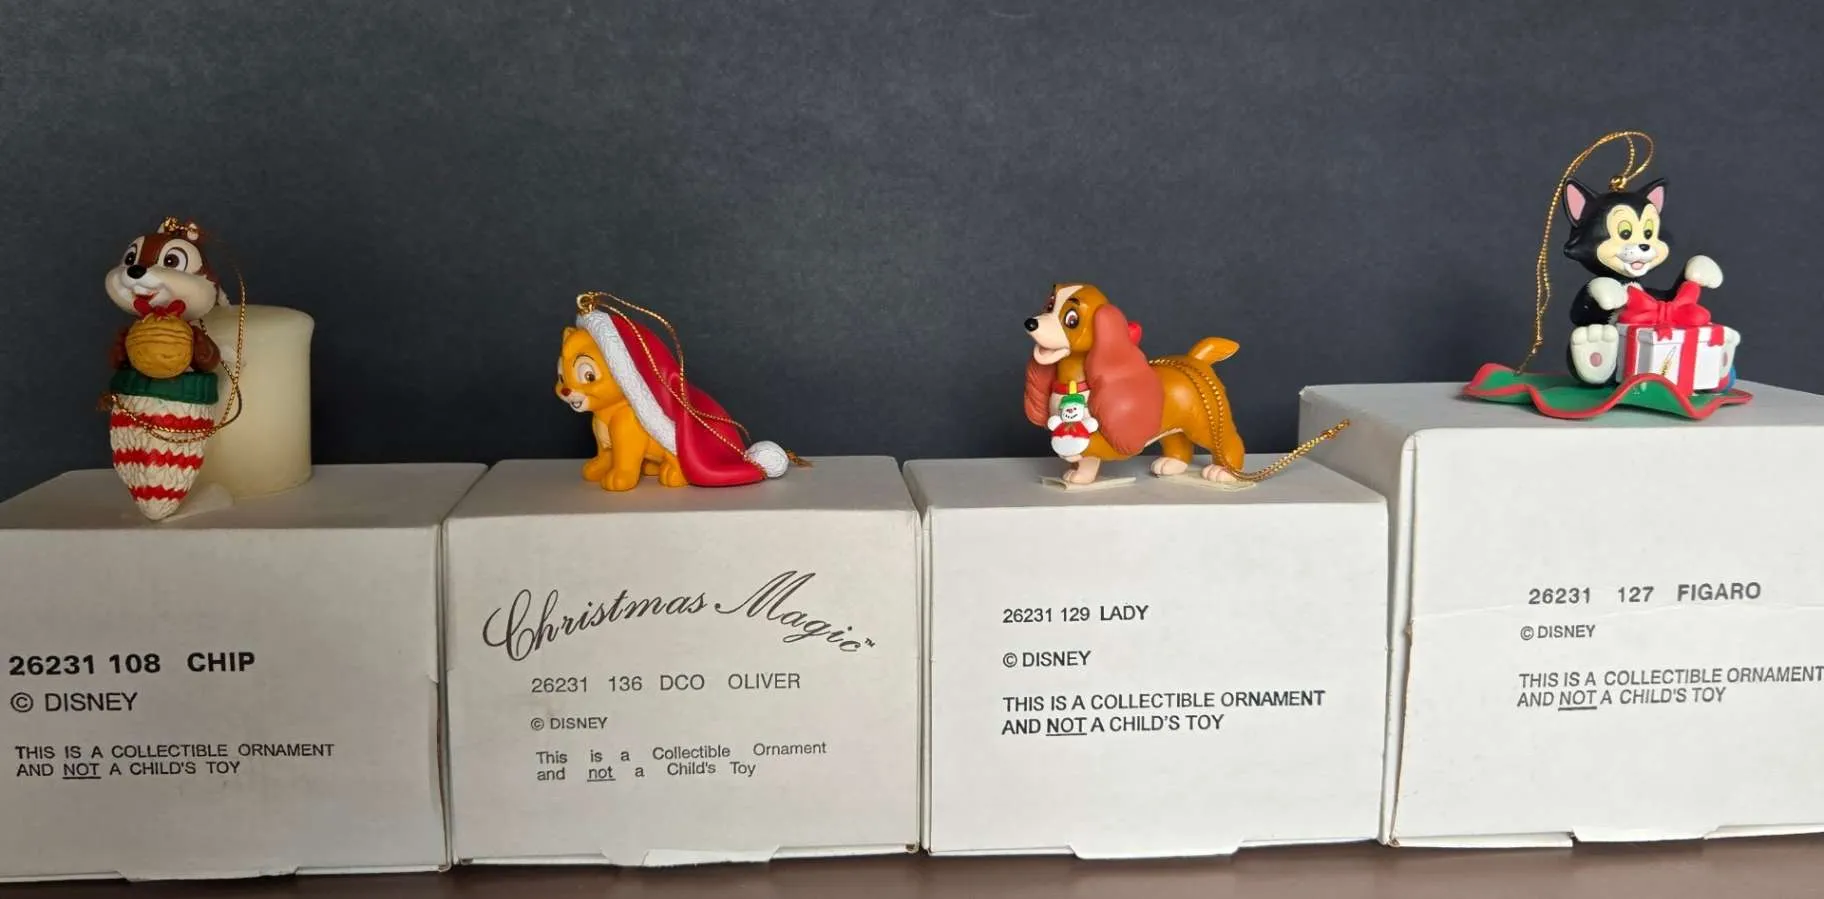 26231 108 CHIP
© DISNEY
THIS IS A COLLECTIBLE ORNAMENT
AND NOT A CHILD'S TOY
Christmas Magic™
26231 136 DCO OLIVER
© DISNEY
This is a Collectible Ornament
and not a Child's Toy
26231 129 LADY
© DISNEY
THIS IS A COLLECTIBLE ORNAMENT
AND NOT A CHILD'S TOY
26231 127 FIGARO
© DISNEY
THIS IS A COLLECTIBLE ORNAMENT
AND NOT A CHILD'S TOY